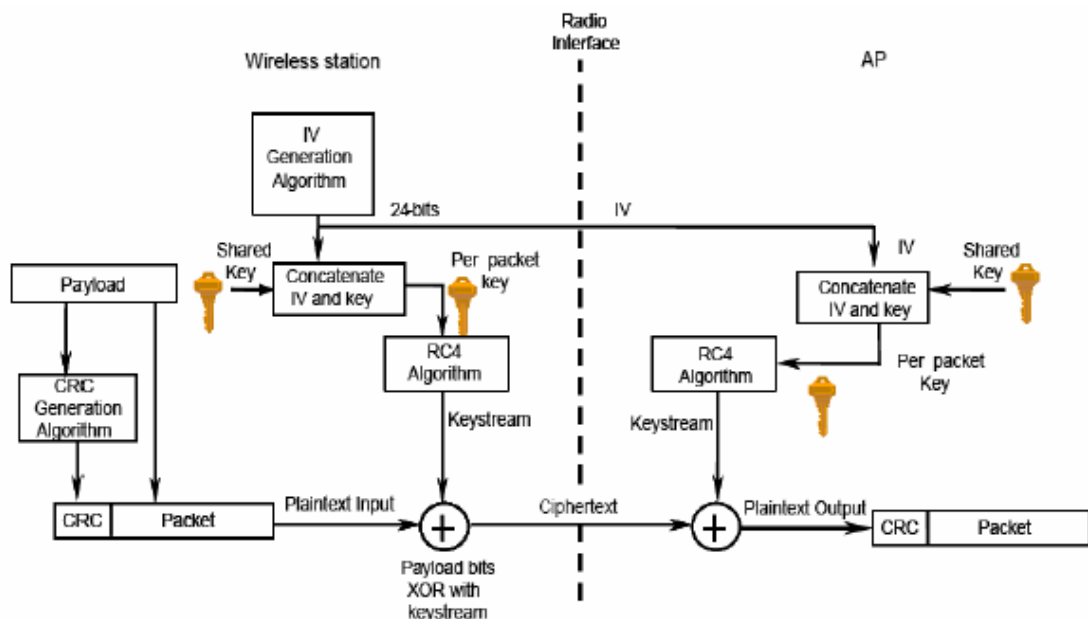 Radio
Interface
Wireless station
AP
IV
Generation
Algorithm
24-bits
IV
Shared
Key
Per packet
key
IV
Shared
Key
Payload
Concatenate
IV and key
Concatenate
IV and key
RC4
Algorithm
RC4
Algorithm
Per packet
Key
CRC
Generation
Algorithm
Keystream
Keystream
CRC
Packet
Plaintext Input
Ciphertext
Plaintext Output
CRC
Packet
Payload bits
XOR with
keystream